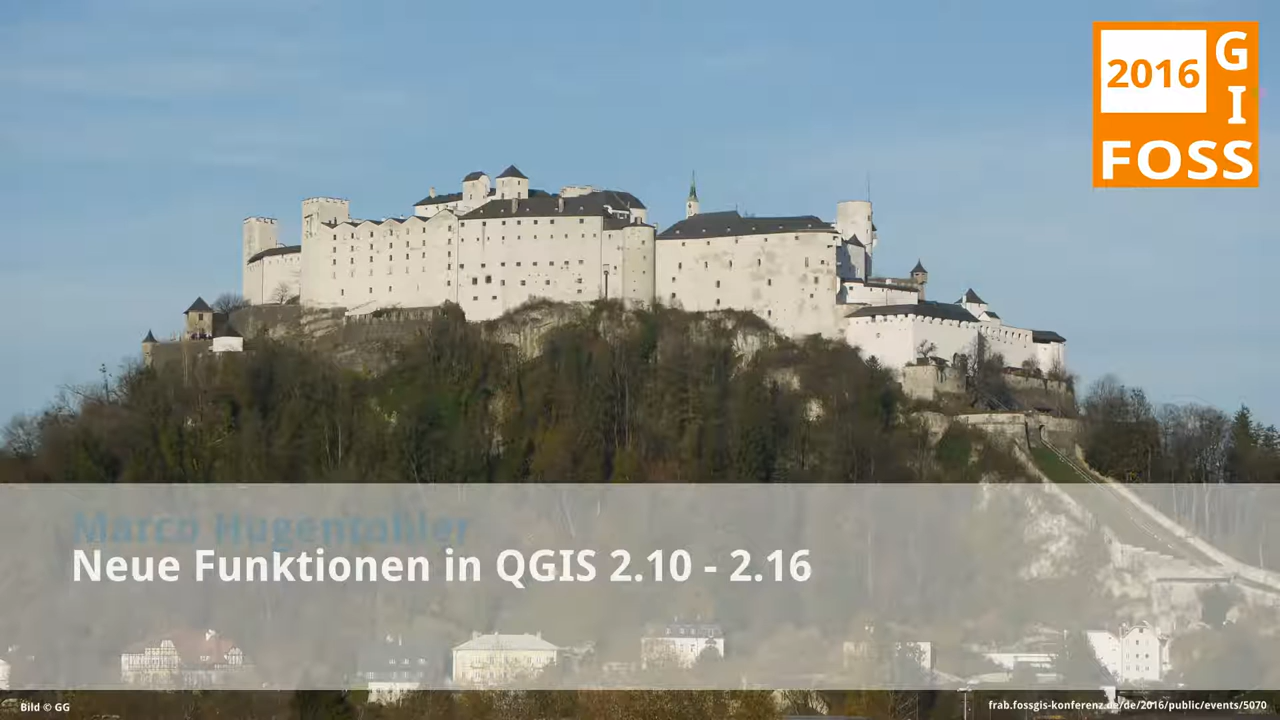 2016
G
I
FOSS
Marco Hugentobler
Neue Funktionen in QGIS 2.10 - 2.16
Bild © GG
frab.fossgis-konferenz.de/de/2016/public/events/5070